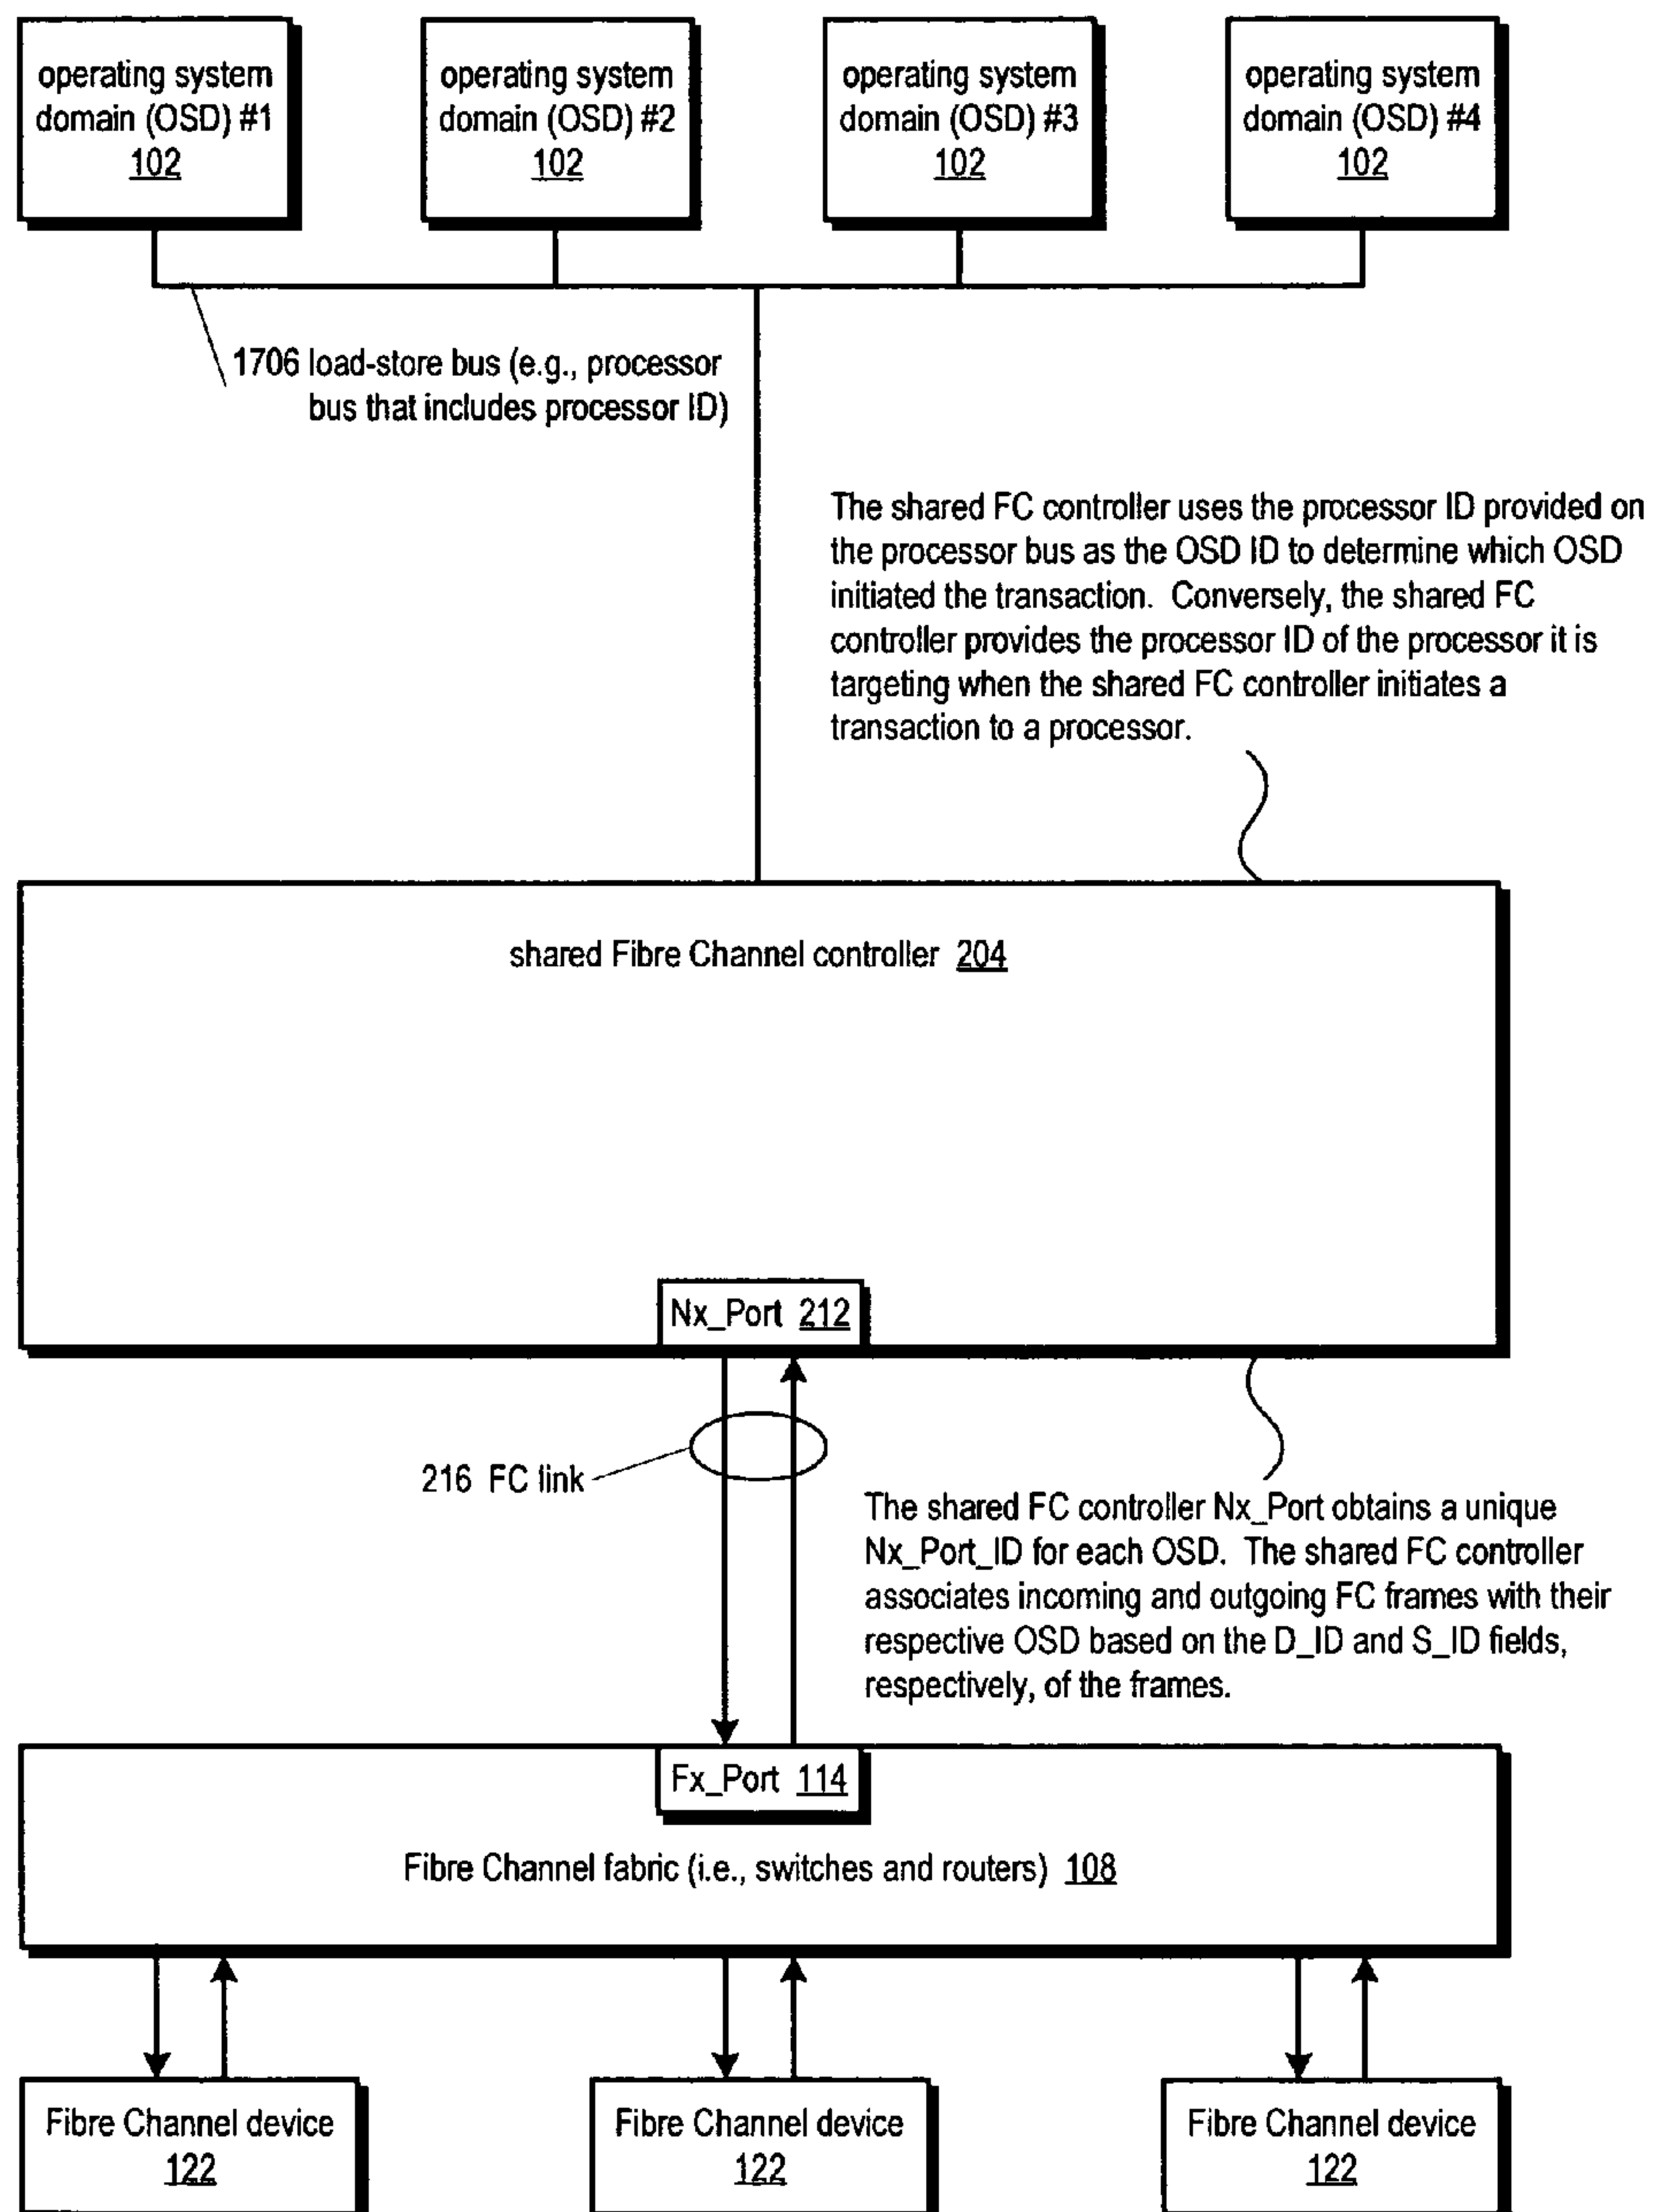 operating system
domain (OSD) #1
102
operating system
domain (OSD) #2
102
operating system
domain (OSD) #3
102
operating system
domain (OSD) #4
102
1706 load-store bus (e.g., processor
bus that includes processor ID)
The shared FC controller uses the processor ID provided on
the processor bus as the OSD ID to determine which OSD
initiated the transaction. Conversely, the shared FC
controller provides the processor ID of the processor it is
targeting when the shared FC controller initiates a
transaction to a processor.
shared Fibre Channel controller 204
Nx_Port 212
216 FC link
The shared FC controller Nx_Port obtains a unique
Nx_Port_ID for each OSD. The shared FC controller
associates incoming and outgoing FC frames with their
respective OSD based on the D_ID and S_ID fields,
respectively, of the frames.
Fx_Port 114
Fibre Channel fabric (i.e., switches and routers) 108
Fibre Channel device
122
Fibre Channel device
122
Fibre Channel device
122